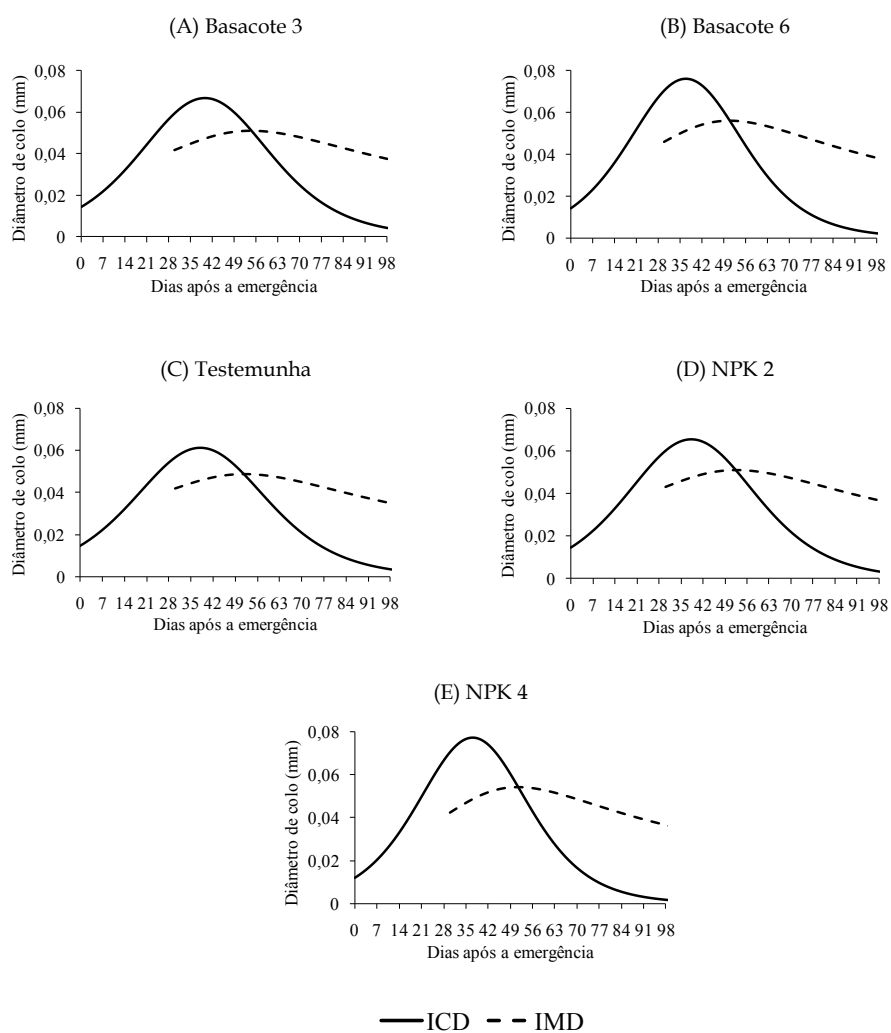 (A) Basacote 3
Diâmetro de colo (mm)
0,08
0,06
0,04
0,02
0
0 7 14 21 28 35 42 49 56 63 70 77 84 91 98
Dias após a emergência
(B) Basacote 6
Diâmetro de colo (mm)
0,08
0,06
0,04
0,02
0
0 7 14 21 28 35 42 49 56 63 70 77 84 91 98
Dias após a emergência
(C) Testemunha
Diâmetro de colo (mm)
0,08
0,06
0,04
0,02
0
0 7 14 21 28 35 42 49 56 63 70 77 84 91 98
Dias após a emergência
(D) NPK 2
Diâmetro de colo (mm)
0,08
0,06
0,04
0,02
0
0 7 14 21 28 35 42 49 56 63 70 77 84 91 98
Dias após a emergência
(E) NPK 4
Diâmetro de colo (mm)
0,08
0,06
0,04
0,02
0
0 7 14 21 28 35 42 49 56 63 70 77 84 91 98
Dias após a emergência
ICD IMD